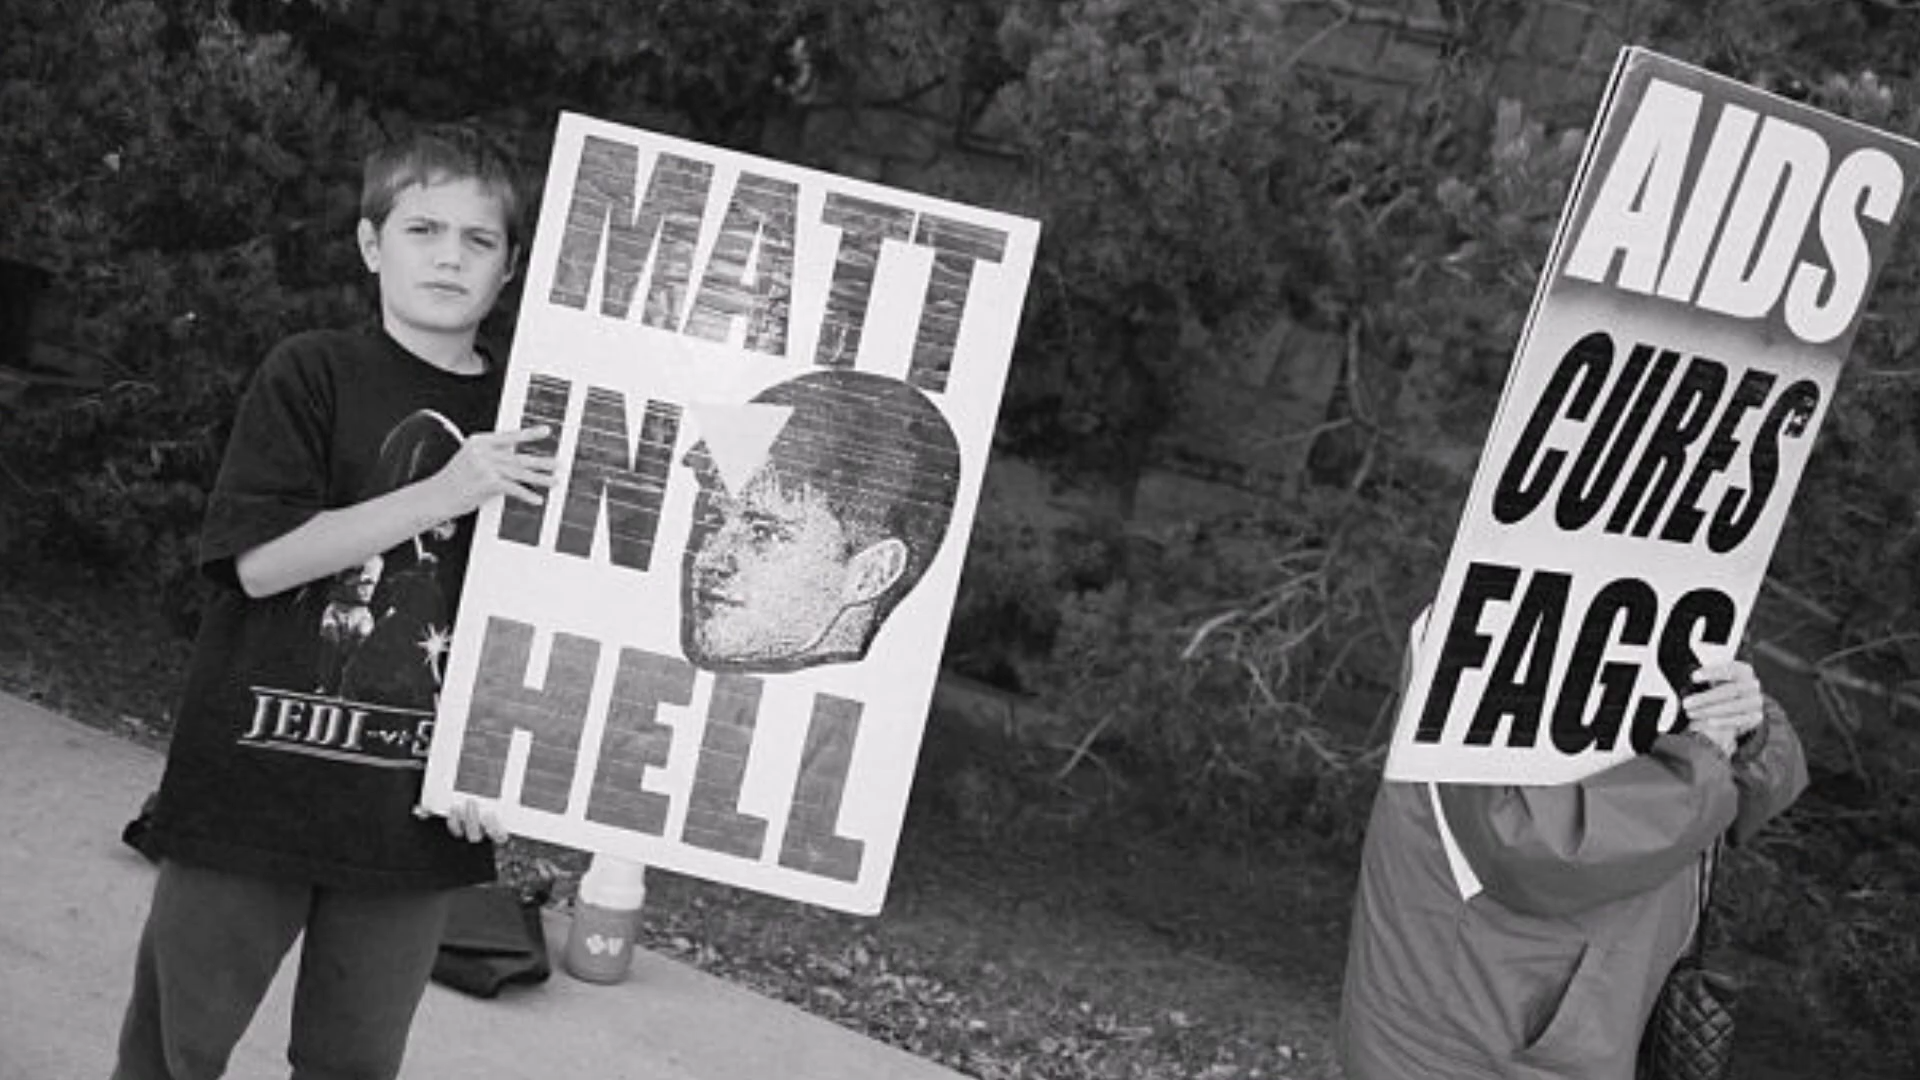 MATT
IN
HELL
JEDI
AIDS
CURES
FAGS